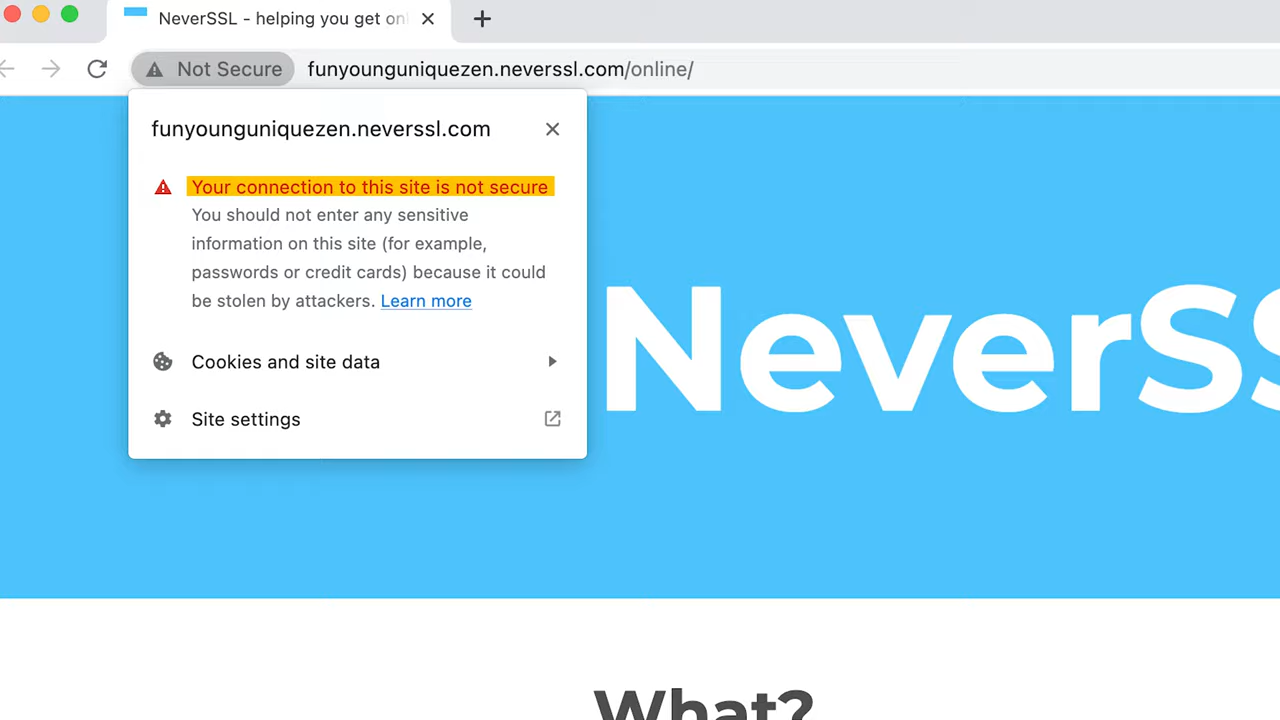 NeverSSL - helping you get onl
Not Secure funyounguniquezen.neverssl.com/online/
funyounguniquezen.neverssl.com
Your connection to this site is not secure
You should not enter any sensitive
information on this site (for example,
passwords or credit cards) because it could
be stolen by attackers. Learn more
Cookies and site data
Site settings
NeverSS
What?